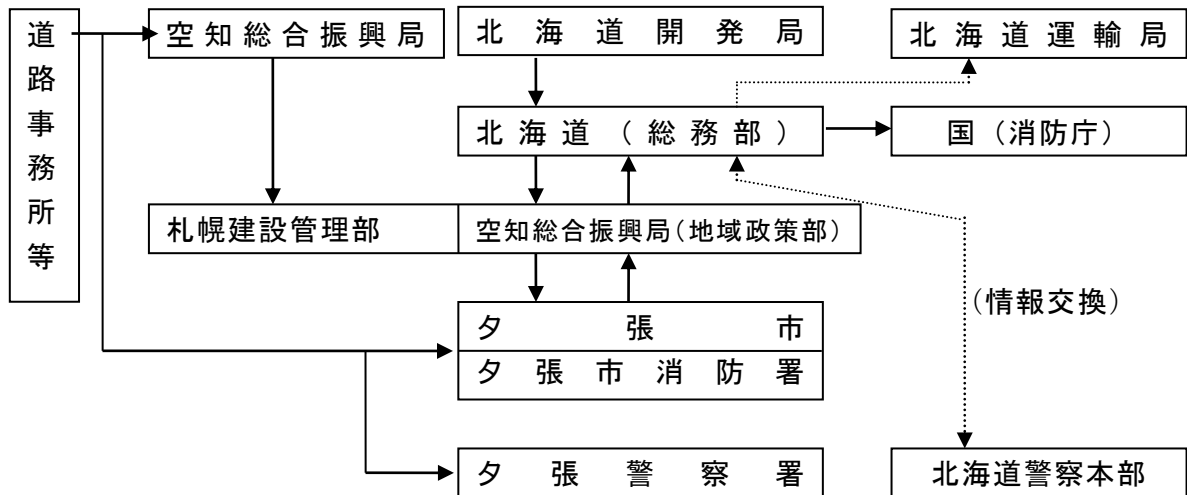 道路事務所等
空知総合振興局
北海道開発局
北海道運輸局
北海道(総務部)
国(消防庁)
札幌建設管理部
空知総合振興局(地域政策部)
(情報交換)
夕張市
夕張市消防署
夕張警察署
北海道警察本部